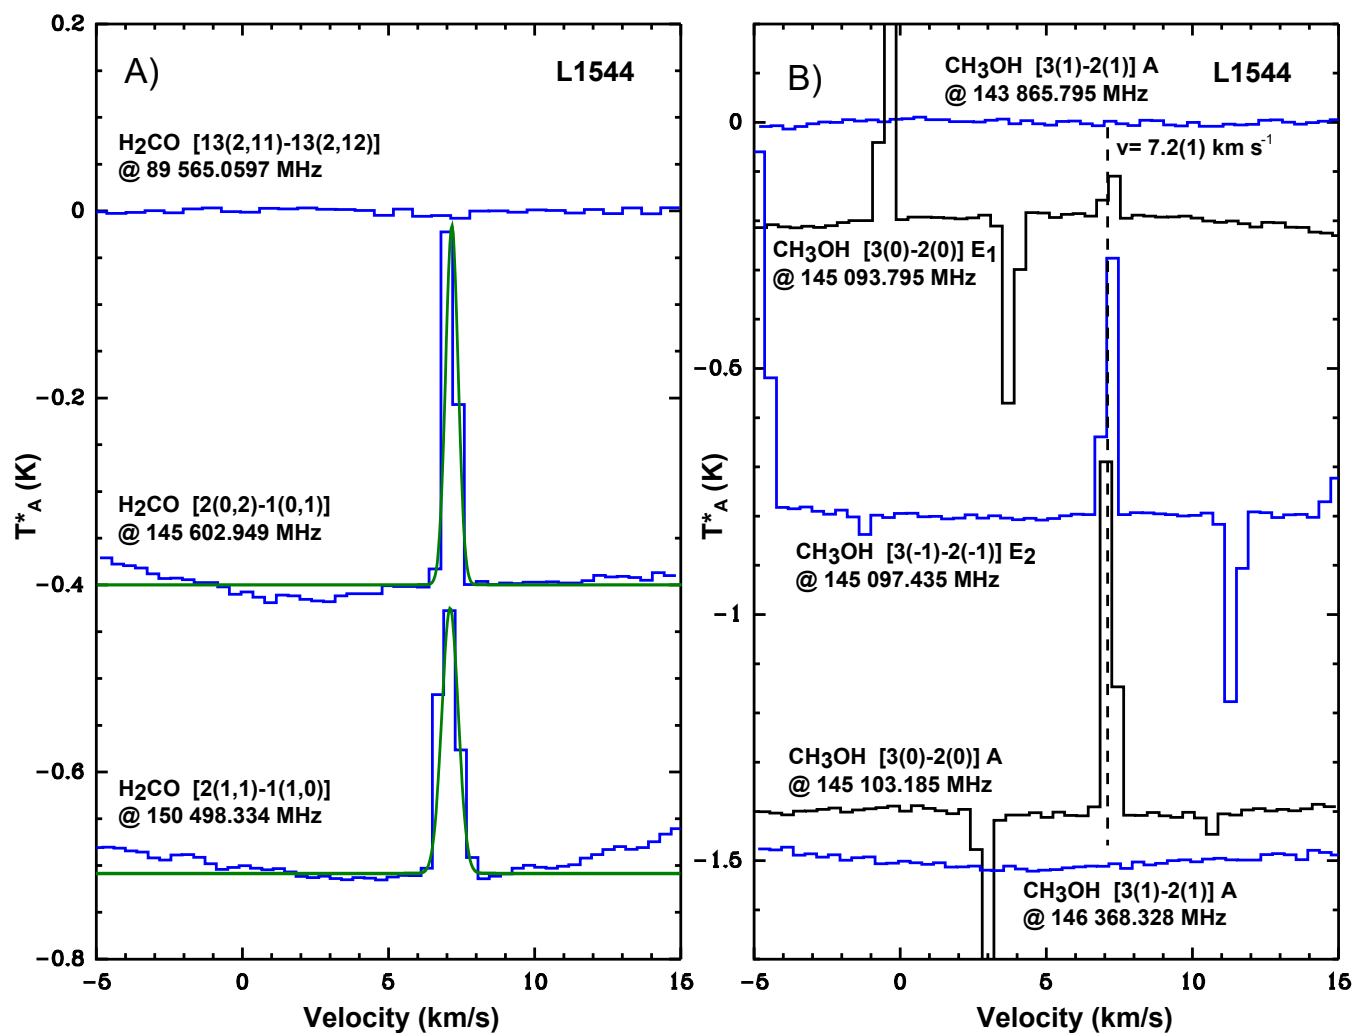 A)
L1544
H2CO [13(2,11)-13(2,12)]
@ 89 565.0597 MHz
H2CO [2(0,2)-1(0,1)]
@ 145 602.949 MHz
H2CO [2(1,1)-1(1,0)]
@ 150 498.334 MHz
0.2
0
-0.2
-0.4
-0.6
-0.8
T*A (K)
-5 0 5 10 15
Velocity (km/s)
B)
L1544
CH3OH [3(1)-2(1)] A
@ 143 865.795 MHz
v= 7.2(1) km s-1
CH3OH [3(0)-2(0)] E1
@ 145 093.795 MHz
CH3OH [3(-1)-2(-1)] E2
@ 145 097.435 MHz
CH3OH [3(0)-2(0)] A
@ 145 103.185 MHz
CH3OH [3(1)-2(1)] A
@ 146 368.328 MHz
0
-0.5
-1
-1.5
T*A (K)
-5 0 5 10 15
Velocity (km/s)